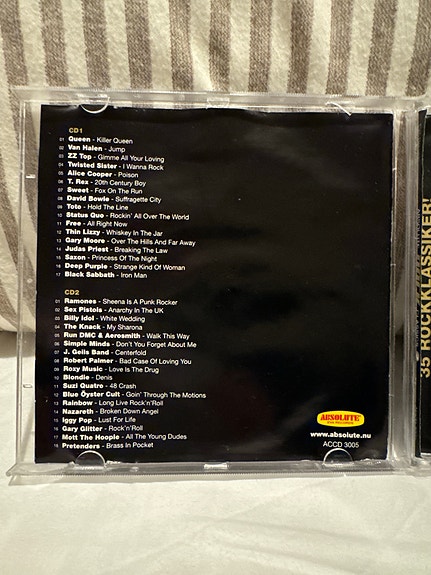 CD1
01 Queen - Killer Queen
02 Van Halen - Jump
03 ZZ Top - Gimme All Your Loving
04 Twisted Sister - I Wanna Rock
05 Alice Cooper - Poison
06 T. Rex - 20th Century Boy
07 Sweet - Fox On The Run
08 David Bowie - Suffragette City
09 Toto - Hold The Line
10 Status Quo - Rockin' All Over The World
11 Free - All Right Now
12 Thin Lizzy - Whiskey In The Jar
13 Gary Moore - Over The Hills And Far Away
14 Judas Priest - Breaking The Law
15 Saxon - Princess Of The Night
16 Deep Purple - Strange Kind Of Woman
17 Black Sabbath - Iron Man
CD2
01 Ramones - Sheena Is A Punk Rocker
02 Sex Pistols - Anarchy In The UK
03 Billy Idol - White Wedding
04 The Knack - My Sharona
05 Run DMC & Aerosmith - Walk This Way
06 Simple Minds - Don't You Forget About Me
07 J. Geils Band - Centerfold
08 Robert Palmer - Bad Case Of Loving You
09 Roxy Music - Love Is The Drug
10 Blondie - Denis
11 Suzi Quatro - 48 Crash
12 Blue Öyster Cult - Goin' Through The Motions
13 Rainbow - Long Live Rock'n'Roll
14 Nazareth - Broken Down Angel
15 Iggy Pop - Lust For Life
16 Gary Glitter - Rock'n'Roll
17 Mott The Hoople - All The Young Dudes
18 Pretenders - Brass In Pocket
ABSOLUTE
EVA RECORDS
www.absolute.nu
ACCD 3005
35 ROCKKLASSIKER!